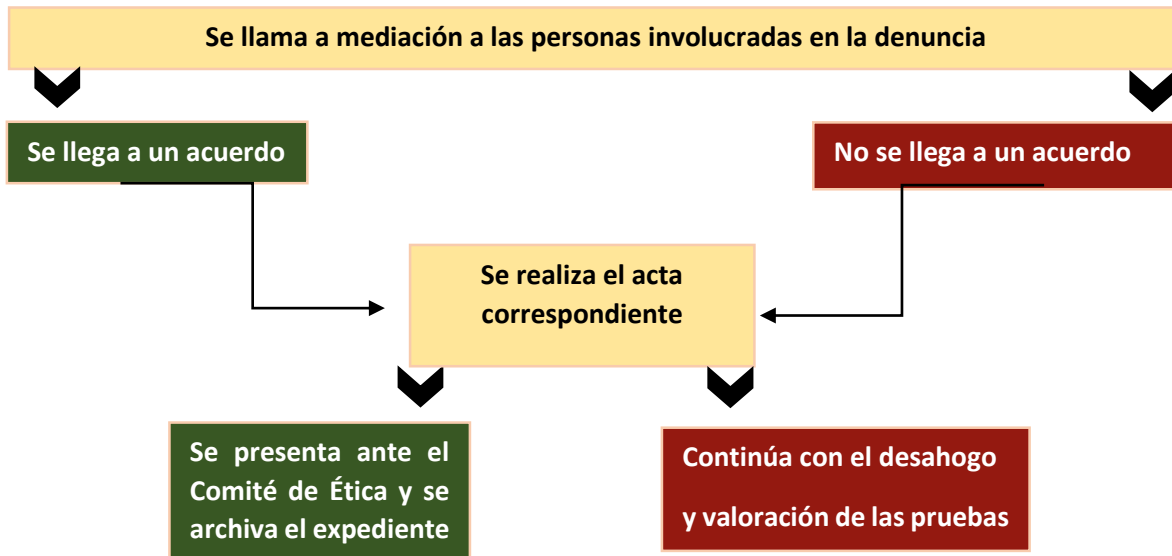 Se llama a mediación a las personas involucradas en la denuncia
Se llega a un acuerdo
No se llega a un acuerdo
Se realiza el acta
correspondiente
Se presenta ante el
Comité de Ética y se
archiva el expediente
Continúa con el desahogo
y valoración de las pruebas